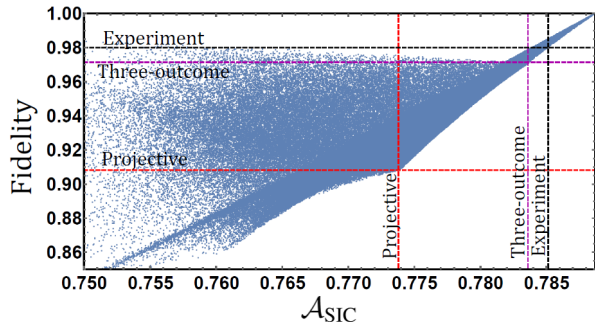 1.00
0.98
0.96
0.94
0.92
0.90
0.88
0.86
Fidelity
Experiment
Three-outcome
Projective
Projective
Three-outcome
Experiment
0.750 0.755 0.760 0.765 0.770 0.775 0.780 0.785
𝒜SIC